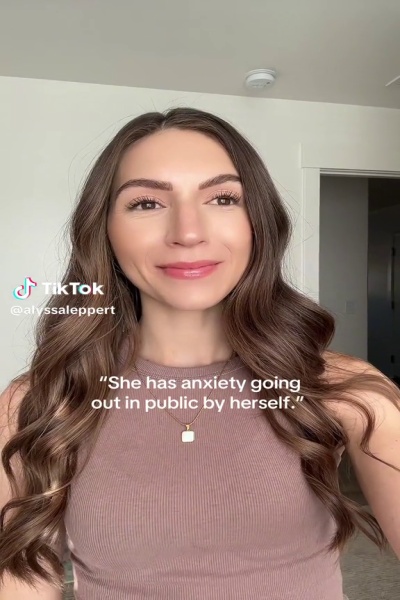 TikTok
@alyssaleppert
“She has anxiety going
out in public by herself.”